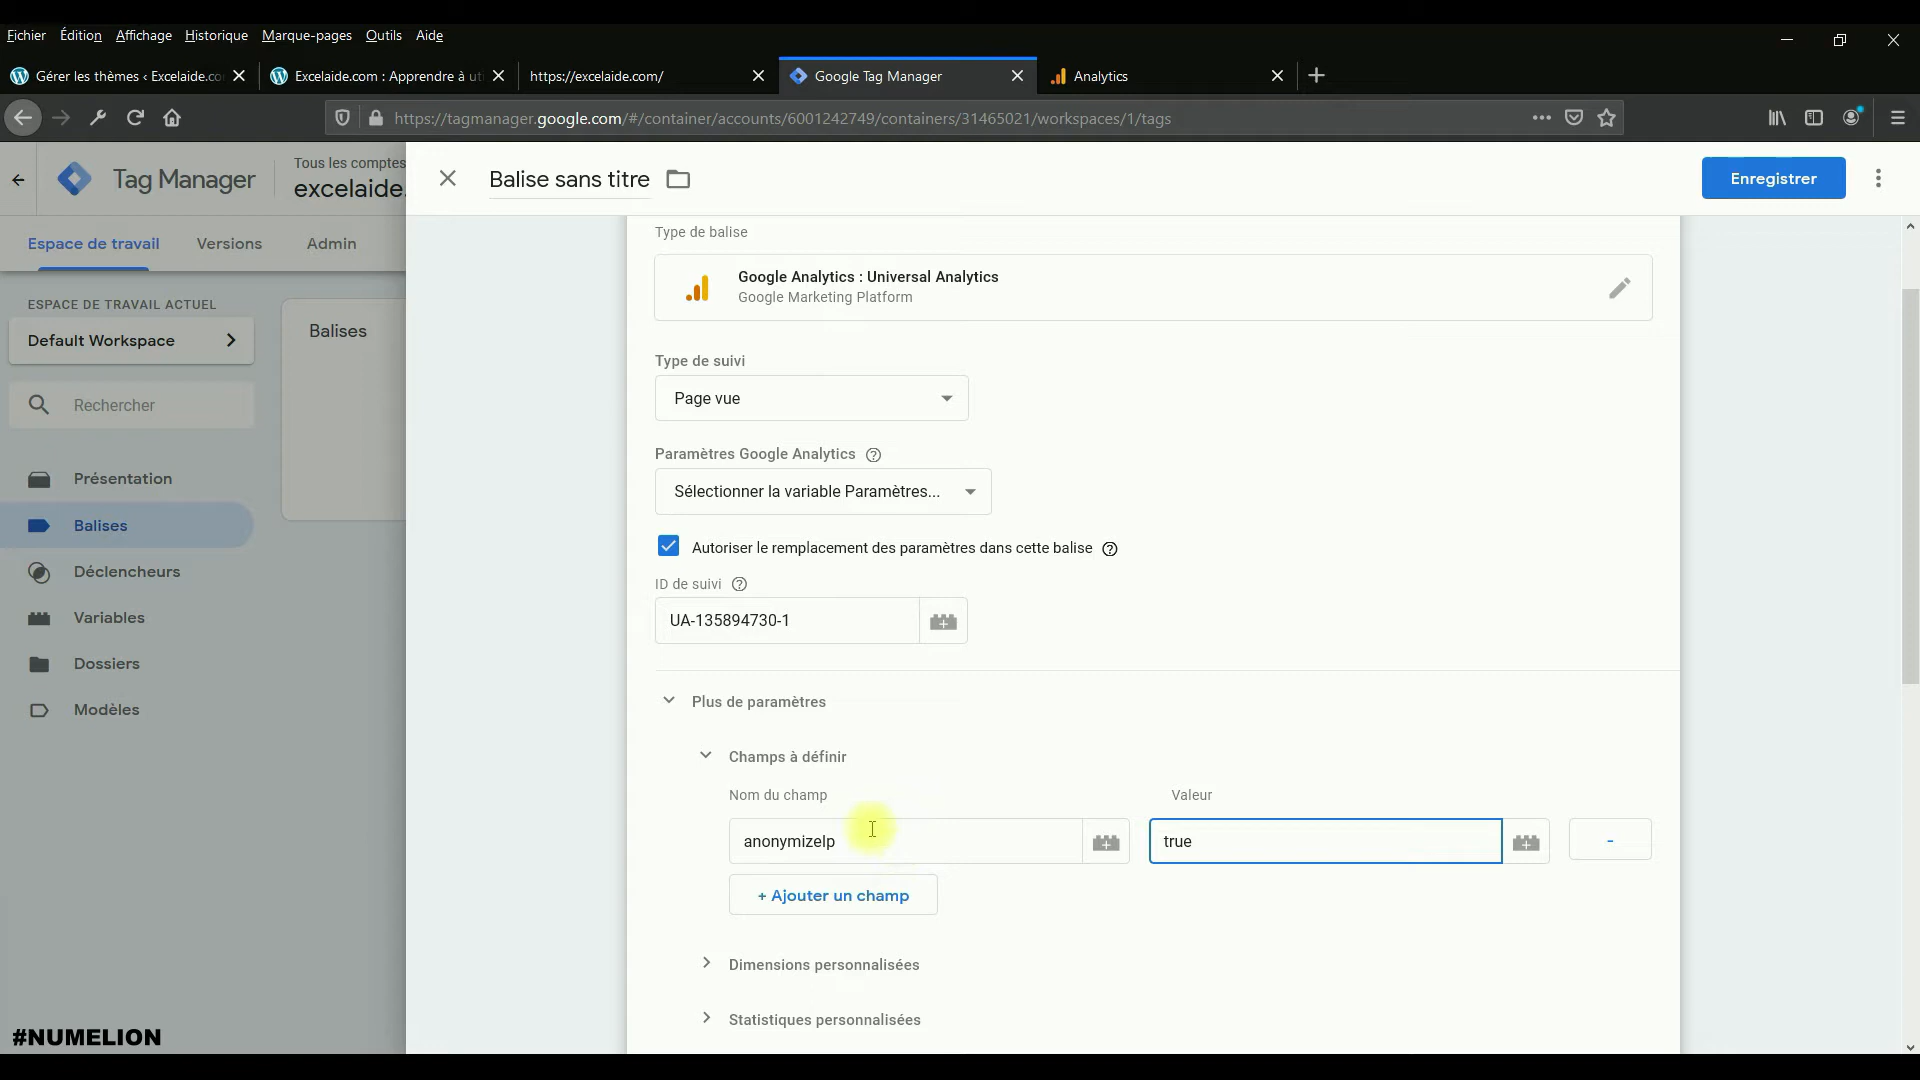 Fichier Édition Affichage Historique Marque-pages Outils Aide
Gérer les thèmes ‹ Excelaide.co
Excelaide.com : Apprendre à ut
https://excelaide.com/
Google Tag Manager
Analytics
https://tagmanager.google.com/#/container/accounts/6001242749/containers/31465021/workspaces/1/tags
Tag Manager
Tous les comptes
excelaide.
Balise sans titre
Enregistrer
Espace de travail Versions Admin
ESPACE DE TRAVAIL ACTUEL
Default Workspace
Rechercher
Présentation
Balises
Déclencheurs
Variables
Dossiers
Modèles
Balises
Type de balise
Google Analytics : Universal Analytics
Google Marketing Platform
Type de suivi
Page vue
Paramètres Google Analytics
Sélectionner la variable Paramètres...
Autoriser le remplacement des paramètres dans cette balise
ID de suivi
UA-135894730-1
Plus de paramètres
Champs à définir
Nom du champ Valeur
anonymizeIp true -
+ Ajouter un champ
Dimensions personnalisées
Statistiques personnalisées
#NUMELION